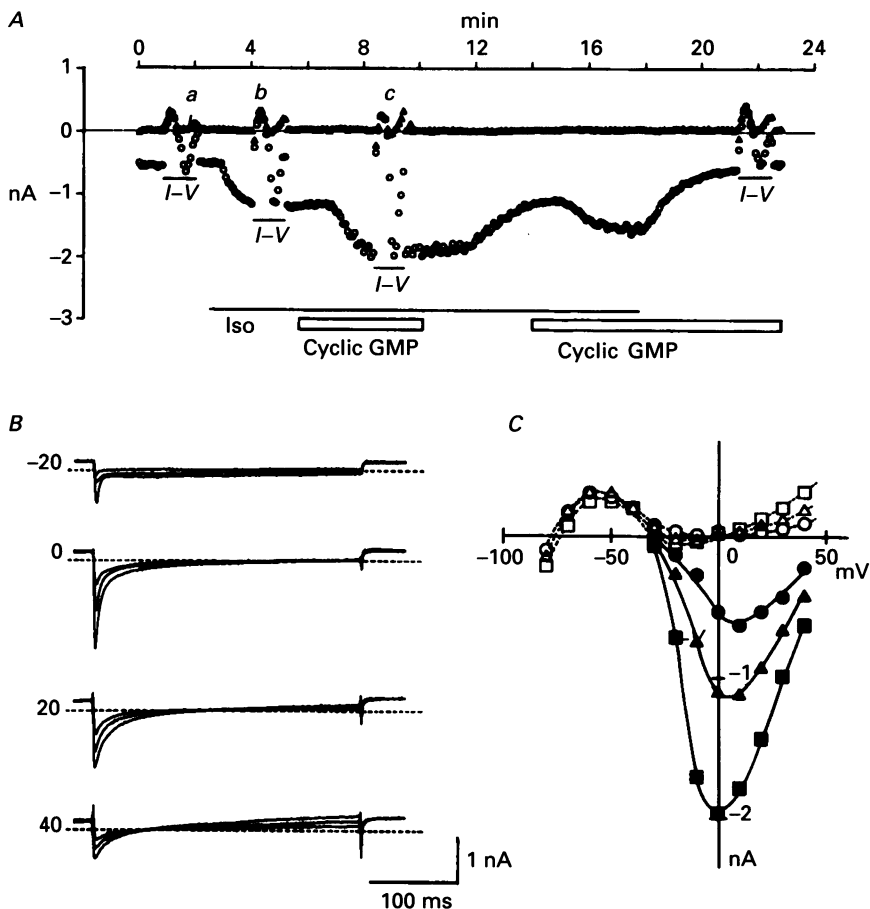 A
min
0 4 8 12 16 20 24
1
a b c
0
nA
-1
I–V
I–V
I–V
I–V
-2
-3
Iso
Cyclic GMP
Cyclic GMP
B
-20
0
20
40
1 nA
100 ms
C
-100 -50 0 50
mV
-1
-2
nA